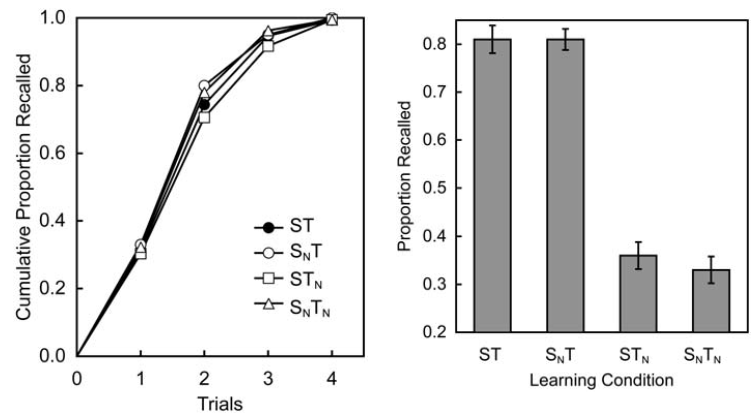 Cumulative Proportion Recalled
1.0
0.8
0.6
0.4
0.2
0.0
0
1
2
3
4
Trials
ST
SNT
STN
SNTN
Proportion Recalled
0.8
0.7
0.6
0.5
0.4
0.3
0.2
ST
SNT
STN
SNTN
Learning Condition